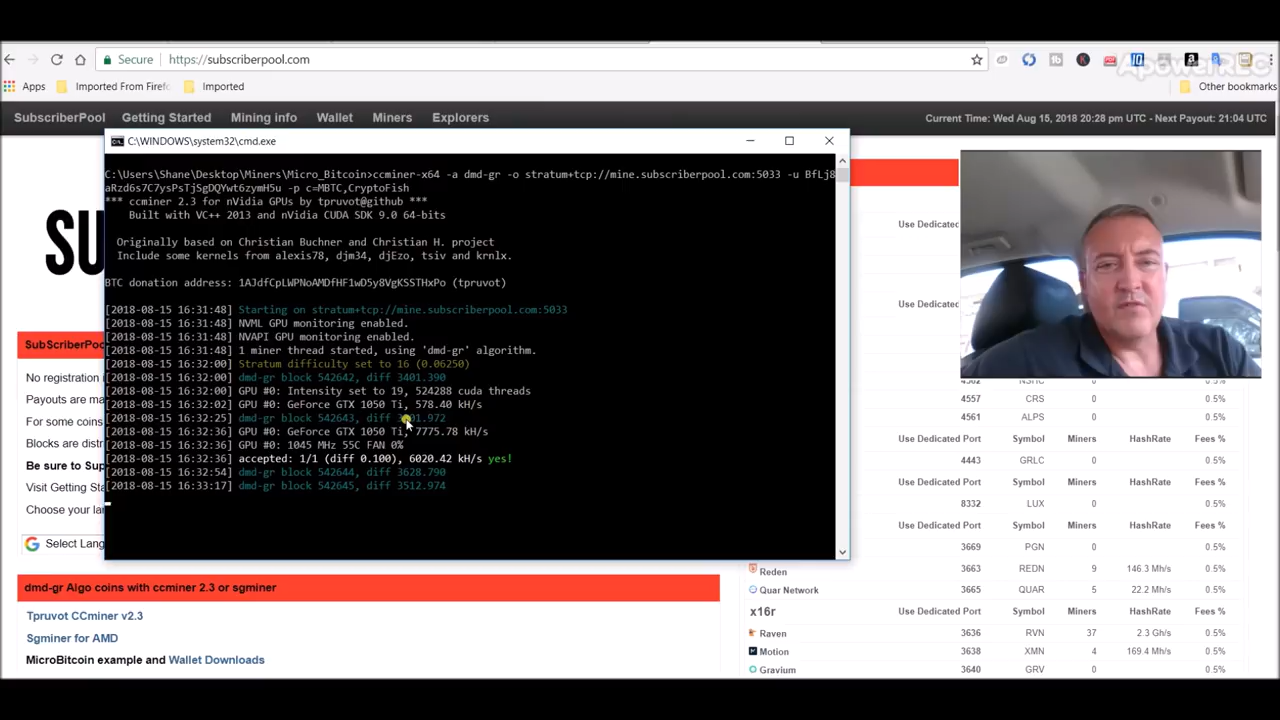 ApowerREC
Secure https://subscriberpool.com
Apps Imported From Firefo Imported Other bookmarks
SubscriberPool Getting Started Mining info Wallet Miners Explorers Current Time: Wed Aug 15, 2018 20:28 pm UTC - Next Payout: 21:04 UTC
C:\WINDOWS\system32\cmd.exe
C:\Users\Shane\Desktop\Miners\Micro_Bitcoin>ccminer-x64 -a dmd-gr -o stratum+tcp://mine.subscriberpool.com:5033 -u BfLj8
aRzd6s7C7ysPsTjSgDQYwt6zymH5u -p c=MBTC,CryptoFish
*** ccminer 2.3 for nVidia GPUs by tpruvot@github ***
Built with VC++ 2013 and nVidia CUDA SDK 9.0 64-bits
Originally based on Christian Buchner and Christian H. project
Include some kernels from alexis78, djm34, djEzo, tsiv and krnlx.
BTC donation address: 1AJdfCpLWPNoAMDfHF1wD5y8VgKSSTHxPo (tpruvot)
[2018-08-15 16:31:48] Starting on stratum+tcp://mine.subscriberpool.com:5033
[2018-08-15 16:31:48] NVML GPU monitoring enabled.
[2018-08-15 16:31:48] NVAPI GPU monitoring enabled.
[2018-08-15 16:31:48] 1 miner thread started, using 'dmd-gr' algorithm.
[2018-08-15 16:32:00] Stratum difficulty set to 16 (0.06250)
[2018-08-15 16:32:00] dmd-gr block 542642, diff 3401.390
[2018-08-15 16:32:00] GPU #0: Intensity set to 19, 524288 cuda threads
[2018-08-15 16:32:02] GPU #0: GeForce GTX 1050 Ti, 578.40 kH/s
[2018-08-15 16:32:25] dmd-gr block 542643, diff 3401.972
[2018-08-15 16:32:36] GPU #0: GeForce GTX 1050 Ti, 7775.78 kH/s
[2018-08-15 16:32:36] GPU #0: 1045 MHz 55C FAN 0%
[2018-08-15 16:32:36] accepted: 1/1 (diff 0.100), 6020.42 kH/s yes!
[2018-08-15 16:32:54] dmd-gr block 542644, diff 3628.790
[2018-08-15 16:33:17] dmd-gr block 542645, diff 3512.974
SU
SubScriberPoo
No registration
Payouts are ma
For some coins
Blocks are distr
Be sure to Sup
Visit Getting Sta
Choose your lan
Select Lang
dmd-gr Algo coins with ccminer 2.3 or sgminer
Tpruvot CCminer v2.3
Sgminer for AMD
MicroBitcoin example and Wallet Downloads
Use Dedicate
Use Dedicate
4557 CRS 0 0.5%
4561 ALPS 0 0.5%
Use Dedicated Port Symbol Miners HashRate Fees %
4443 GRLC 0 0.5%
Use Dedicated Port Symbol Miners HashRate Fees %
8332 LUX 0 0.5%
Use Dedicated Port Symbol Miners HashRate Fees %
3669 PGN 0 0.5%
Reden 3663 REDN 9 146.3 Mh/s 0.5%
Quar Network 3665 QUAR 5 22.2 Mh/s 0.5%
x16r Use Dedicated Port Symbol Miners HashRate Fees %
Raven 3636 RVN 37 2.3 Gh/s 0.5%
Motion 3638 XMN 4 169.4 Mh/s 0.5%
Gravium 3640 GRV 0 0.5%